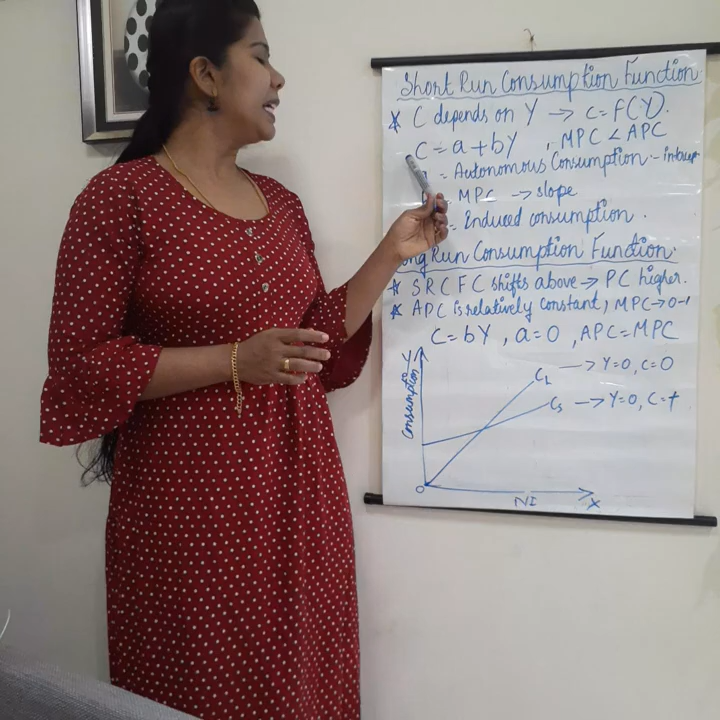 Short Run Consumption Function
* C depends on Y → C=f(Y).
C = a + bY , MPC < APC
= Autonomous Consumption -
= MPC → slope
= Induced consumption .
ong Run Consumption Function.
* SRCFC shifts above → PC higher.
* APC is relatively constant, MPC → 0-1
C = bY , a=0 , APC=MPC
Consumption Y
CL → Y=0, C=0
Cs → Y=0, C=+
O NI X